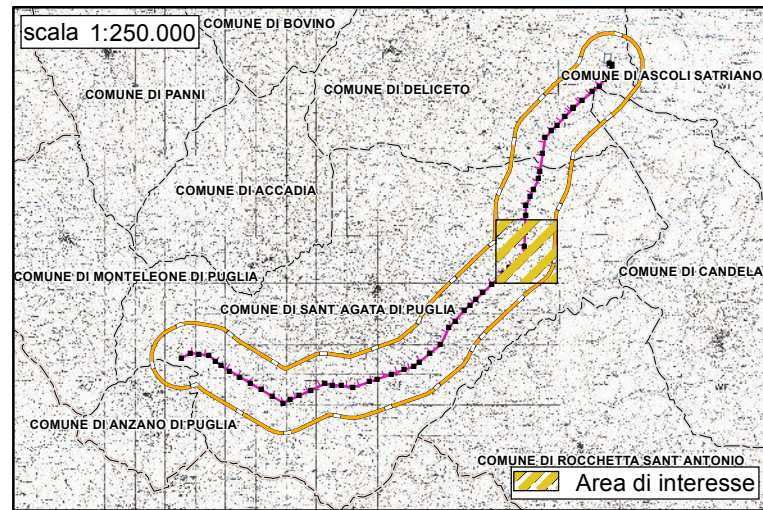 COMUNE DI BOVINO
scala 1:250.000
COMUNE DI ASCOLI SATRIANO
COMUNE DI DELICETO
COMUNE DI PANNI
COMUNE DI ACCADIA
COMUNE DI MONTELEONE DI PUGLIA
COMUNE DI CANDELA
COMUNE DI SANT`AGATA DI PUGLIA
COMUNE DI ANZANO DI PUGLIA
COMUNE DI ROCCHETTA SANT`ANTONIO
Area di interesse